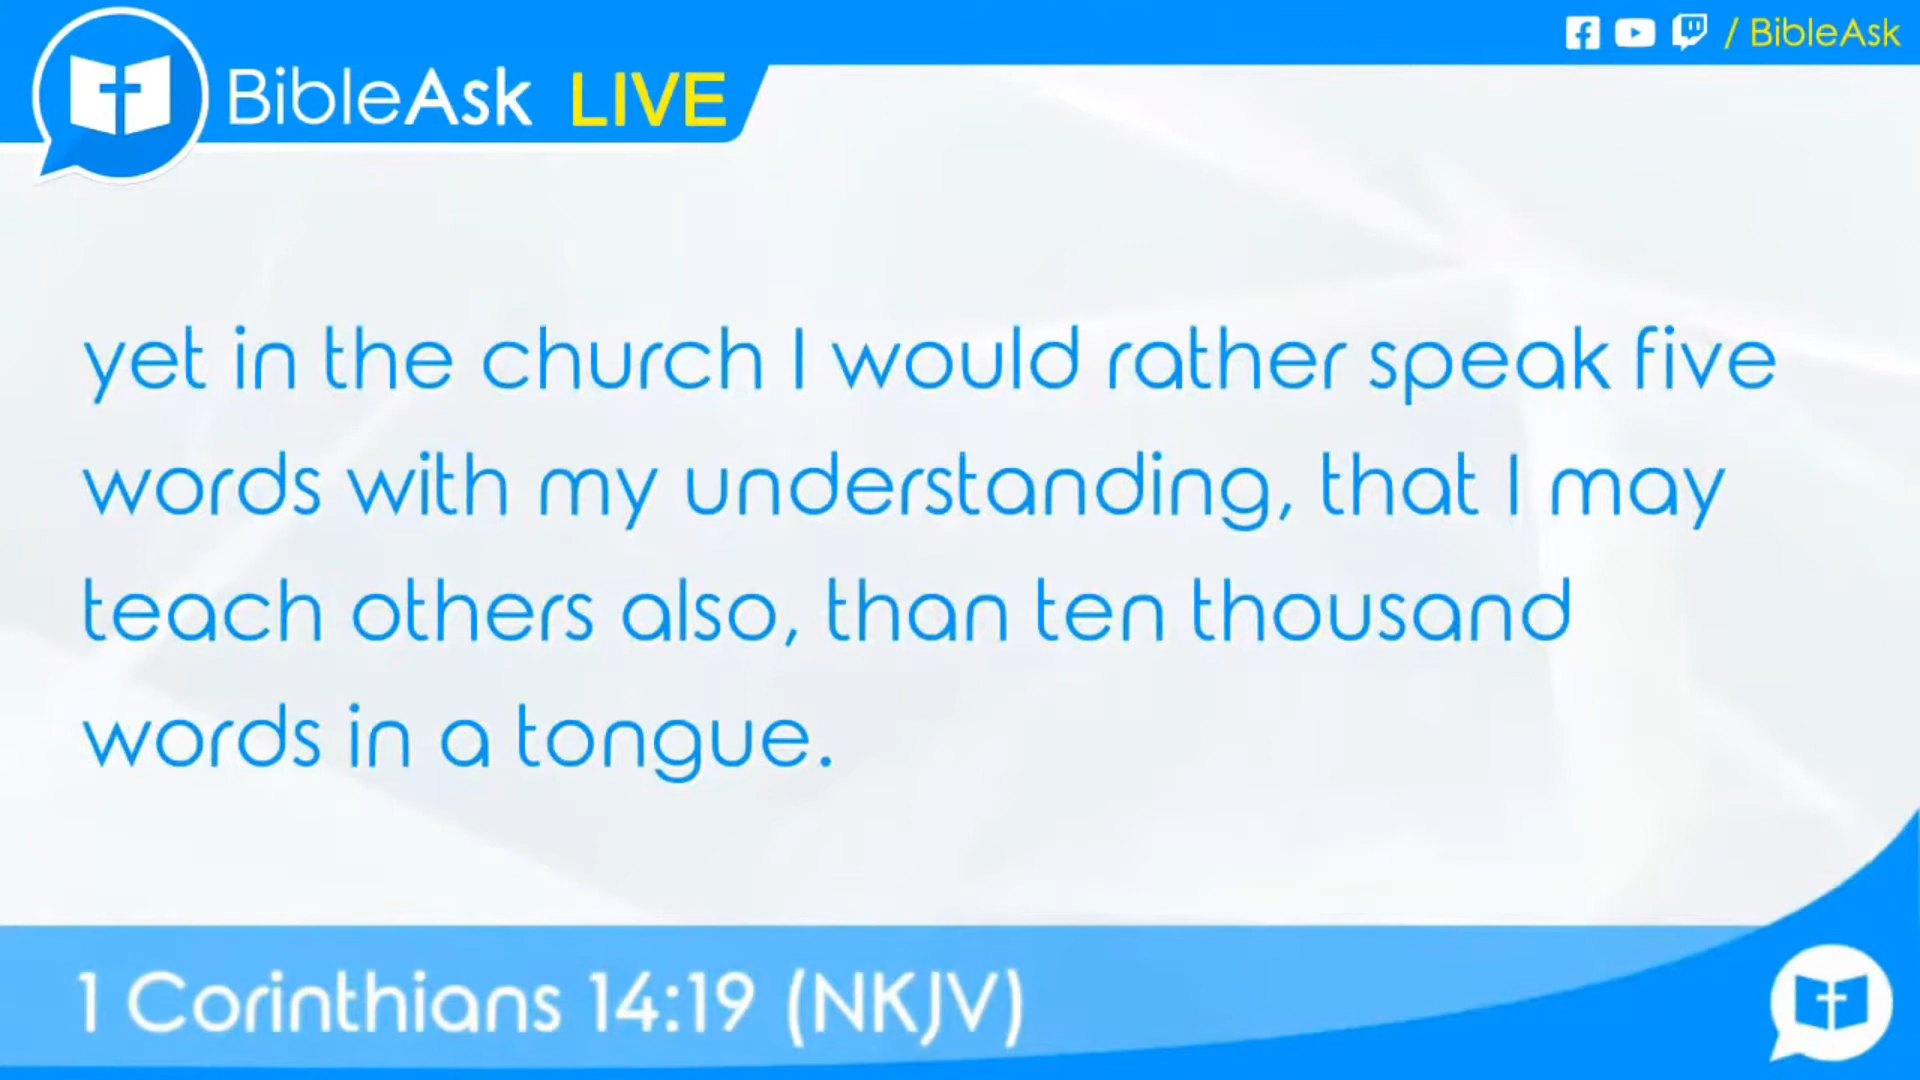 / BibleAsk
BibleAsk LIVE
yet in the church I would rather speak five
words with my understanding, that I may
teach others also, than ten thousand
words in a tongue.
1 Corinthians 14:19 (NKJV)